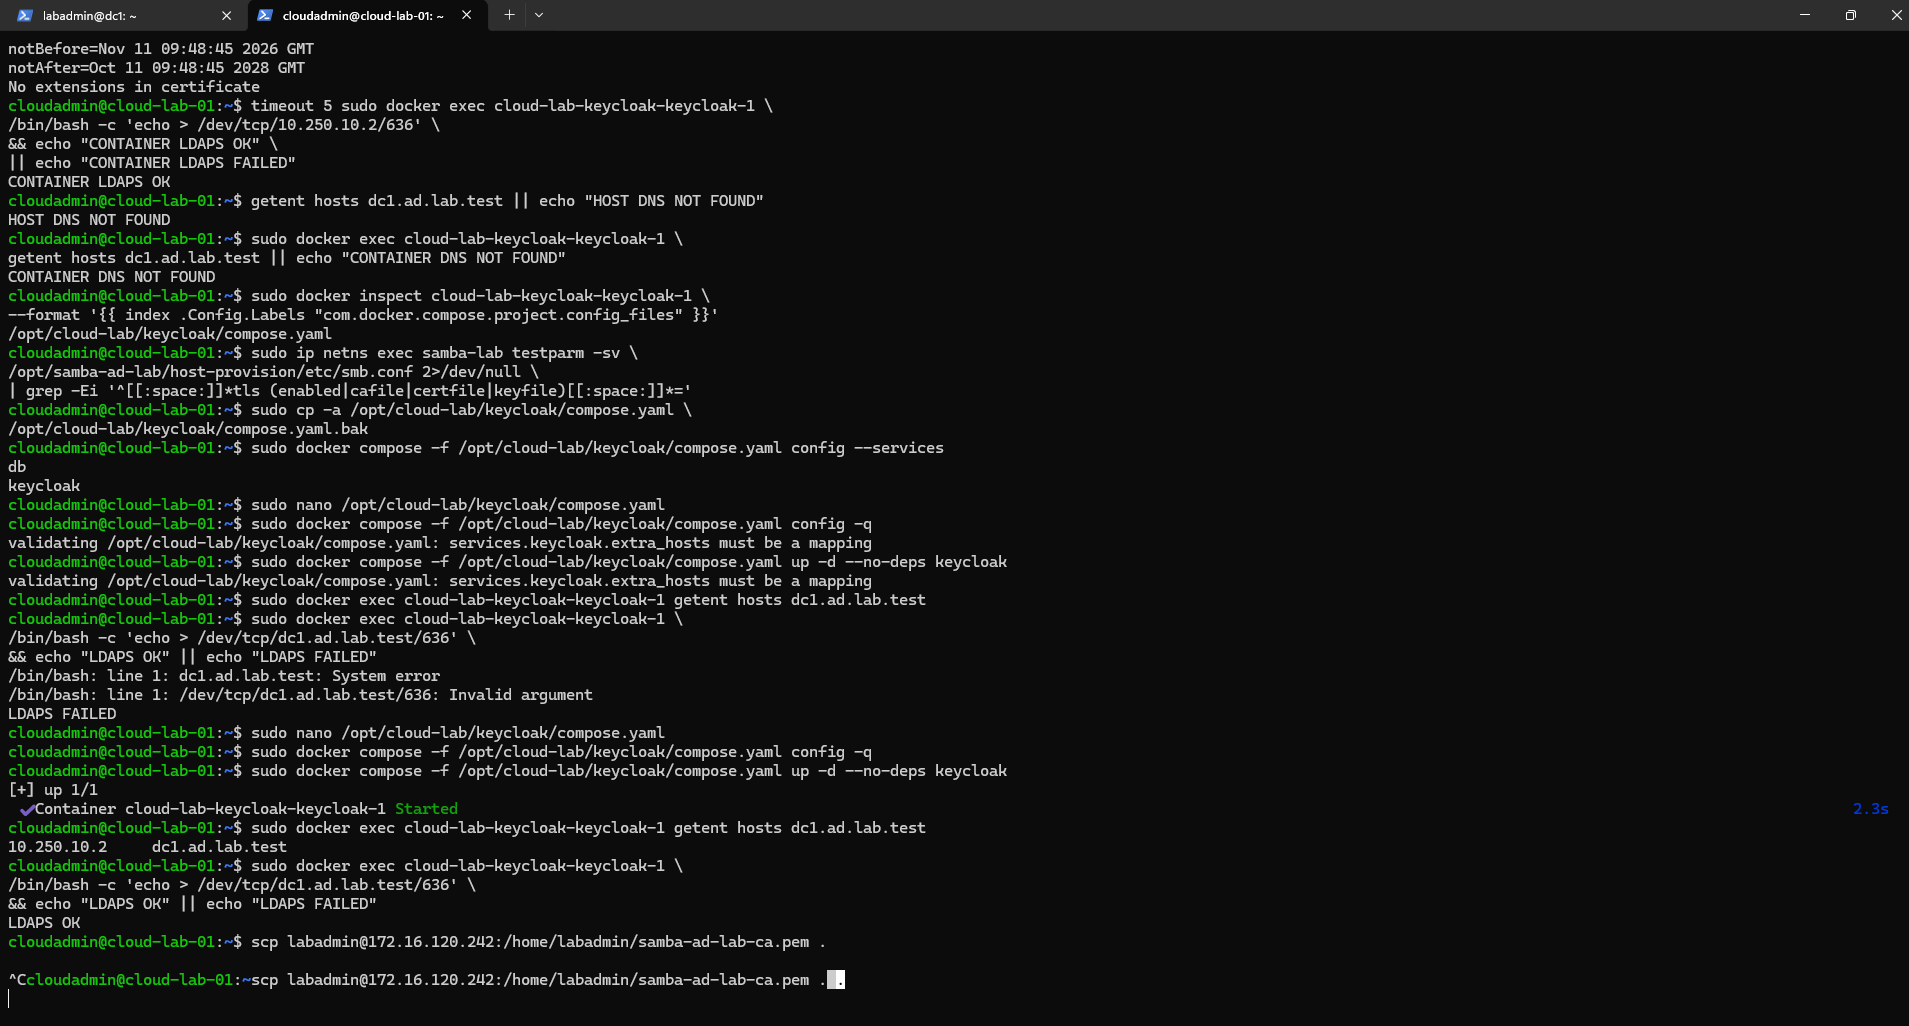 labadmin@dc1: ~
cloudadmin@cloud-lab-01: ~
notBefore=Nov 11 09:48:45 2026 GMT
notAfter=Oct 11 09:48:45 2028 GMT
No extensions in certificate
cloudadmin@cloud-lab-01:~$ timeout 5 sudo docker exec cloud-lab-keycloak-keycloak-1 \
/bin/bash -c 'echo > /dev/tcp/10.250.10.2/636' \
&& echo "CONTAINER LDAPS OK" \
|| echo "CONTAINER LDAPS FAILED"
CONTAINER LDAPS OK
cloudadmin@cloud-lab-01:~$ getent hosts dc1.ad.lab.test || echo "HOST DNS NOT FOUND"
HOST DNS NOT FOUND
cloudadmin@cloud-lab-01:~$ sudo docker exec cloud-lab-keycloak-keycloak-1 \
getent hosts dc1.ad.lab.test || echo "CONTAINER DNS NOT FOUND"
CONTAINER DNS NOT FOUND
cloudadmin@cloud-lab-01:~$ sudo docker inspect cloud-lab-keycloak-keycloak-1 \
--format '{{ index .Config.Labels "com.docker.compose.project.config_files" }}'
/opt/cloud-lab/keycloak/compose.yaml
cloudadmin@cloud-lab-01:~$ sudo ip netns exec samba-lab testparm -sv \
/opt/samba-ad-lab/host-provision/etc/smb.conf 2>/dev/null \
| grep -Ei '^[[:space:]]*tls (enabled|cafile|certfile|keyfile)[[:space:]]*='
cloudadmin@cloud-lab-01:~$ sudo cp -a /opt/cloud-lab/keycloak/compose.yaml \
/opt/cloud-lab/keycloak/compose.yaml.bak
cloudadmin@cloud-lab-01:~$ sudo docker compose -f /opt/cloud-lab/keycloak/compose.yaml config --services
db
keycloak
cloudadmin@cloud-lab-01:~$ sudo nano /opt/cloud-lab/keycloak/compose.yaml
cloudadmin@cloud-lab-01:~$ sudo docker compose -f /opt/cloud-lab/keycloak/compose.yaml config -q
validating /opt/cloud-lab/keycloak/compose.yaml: services.keycloak.extra_hosts must be a mapping
cloudadmin@cloud-lab-01:~$ sudo docker compose -f /opt/cloud-lab/keycloak/compose.yaml up -d --no-deps keycloak
validating /opt/cloud-lab/keycloak/compose.yaml: services.keycloak.extra_hosts must be a mapping
cloudadmin@cloud-lab-01:~$ sudo docker exec cloud-lab-keycloak-keycloak-1 getent hosts dc1.ad.lab.test
cloudadmin@cloud-lab-01:~$ sudo docker exec cloud-lab-keycloak-keycloak-1 \
/bin/bash -c 'echo > /dev/tcp/dc1.ad.lab.test/636' \
&& echo "LDAPS OK" || echo "LDAPS FAILED"
/bin/bash: line 1: dc1.ad.lab.test: System error
/bin/bash: line 1: /dev/tcp/dc1.ad.lab.test/636: Invalid argument
LDAPS FAILED
cloudadmin@cloud-lab-01:~$ sudo nano /opt/cloud-lab/keycloak/compose.yaml
cloudadmin@cloud-lab-01:~$ sudo docker compose -f /opt/cloud-lab/keycloak/compose.yaml config -q
cloudadmin@cloud-lab-01:~$ sudo docker compose -f /opt/cloud-lab/keycloak/compose.yaml up -d --no-deps keycloak
[+] up 1/1
✔Container cloud-lab-keycloak-keycloak-1 Started 2.3s
cloudadmin@cloud-lab-01:~$ sudo docker exec cloud-lab-keycloak-keycloak-1 getent hosts dc1.ad.lab.test
10.250.10.2     dc1.ad.lab.test
cloudadmin@cloud-lab-01:~$ sudo docker exec cloud-lab-keycloak-keycloak-1 \
/bin/bash -c 'echo > /dev/tcp/dc1.ad.lab.test/636' \
&& echo "LDAPS OK" || echo "LDAPS FAILED"
LDAPS OK
cloudadmin@cloud-lab-01:~$ scp labadmin@172.16.120.242:/home/labadmin/samba-ad-lab-ca.pem .
^Ccloudadmin@cloud-lab-01:~scp labadmin@172.16.120.242:/home/labadmin/samba-ad-lab-ca.pem . .